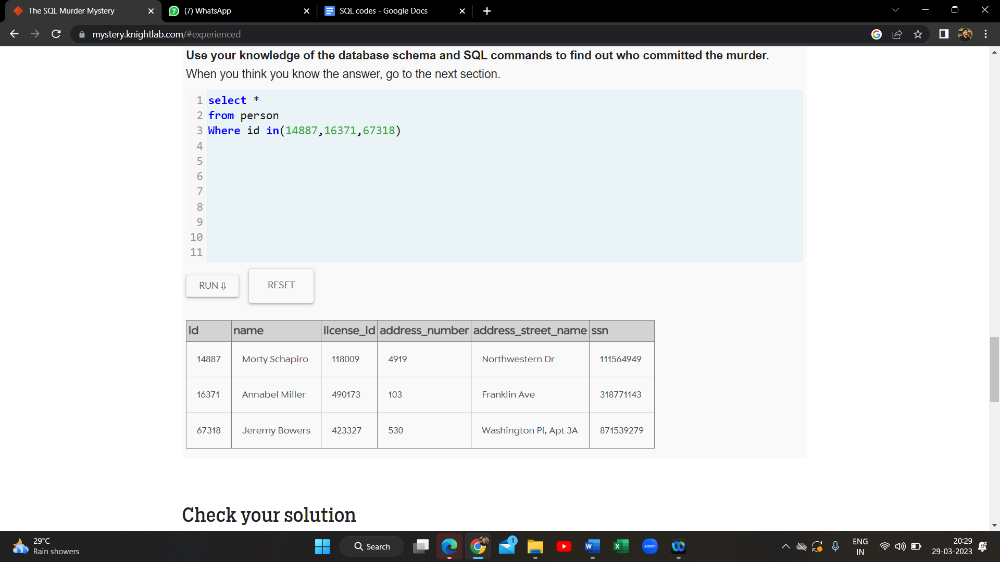 The SQL Murder Mystery
7
(7) WhatsApp
SQL codes - Google Docs
mystery.knightlab.com/#experienced
Use your knowledge of the database schema and SQL commands to find out who committed the murder.
When you think you know the answer, go to the next section.
1 select *
2 from person
3 Where id in(14887,16371,67318)
4
5
6
7
8
9
10
11
RUN ⇩ RESET
id name license_id address_number address_street_name ssn
14887 Morty Schapiro 118009 4919 Northwestern Dr 111564949
16371 Annabel Miller 490173 103 Franklin Ave 318771143
67318 Jeremy Bowers 423327 530 Washington Pl, Apt 3A 871539279
Check your solution
29°C
Rain showers
Search
1
W
X
zoom
ENG
IN
20:29
29-03-2023